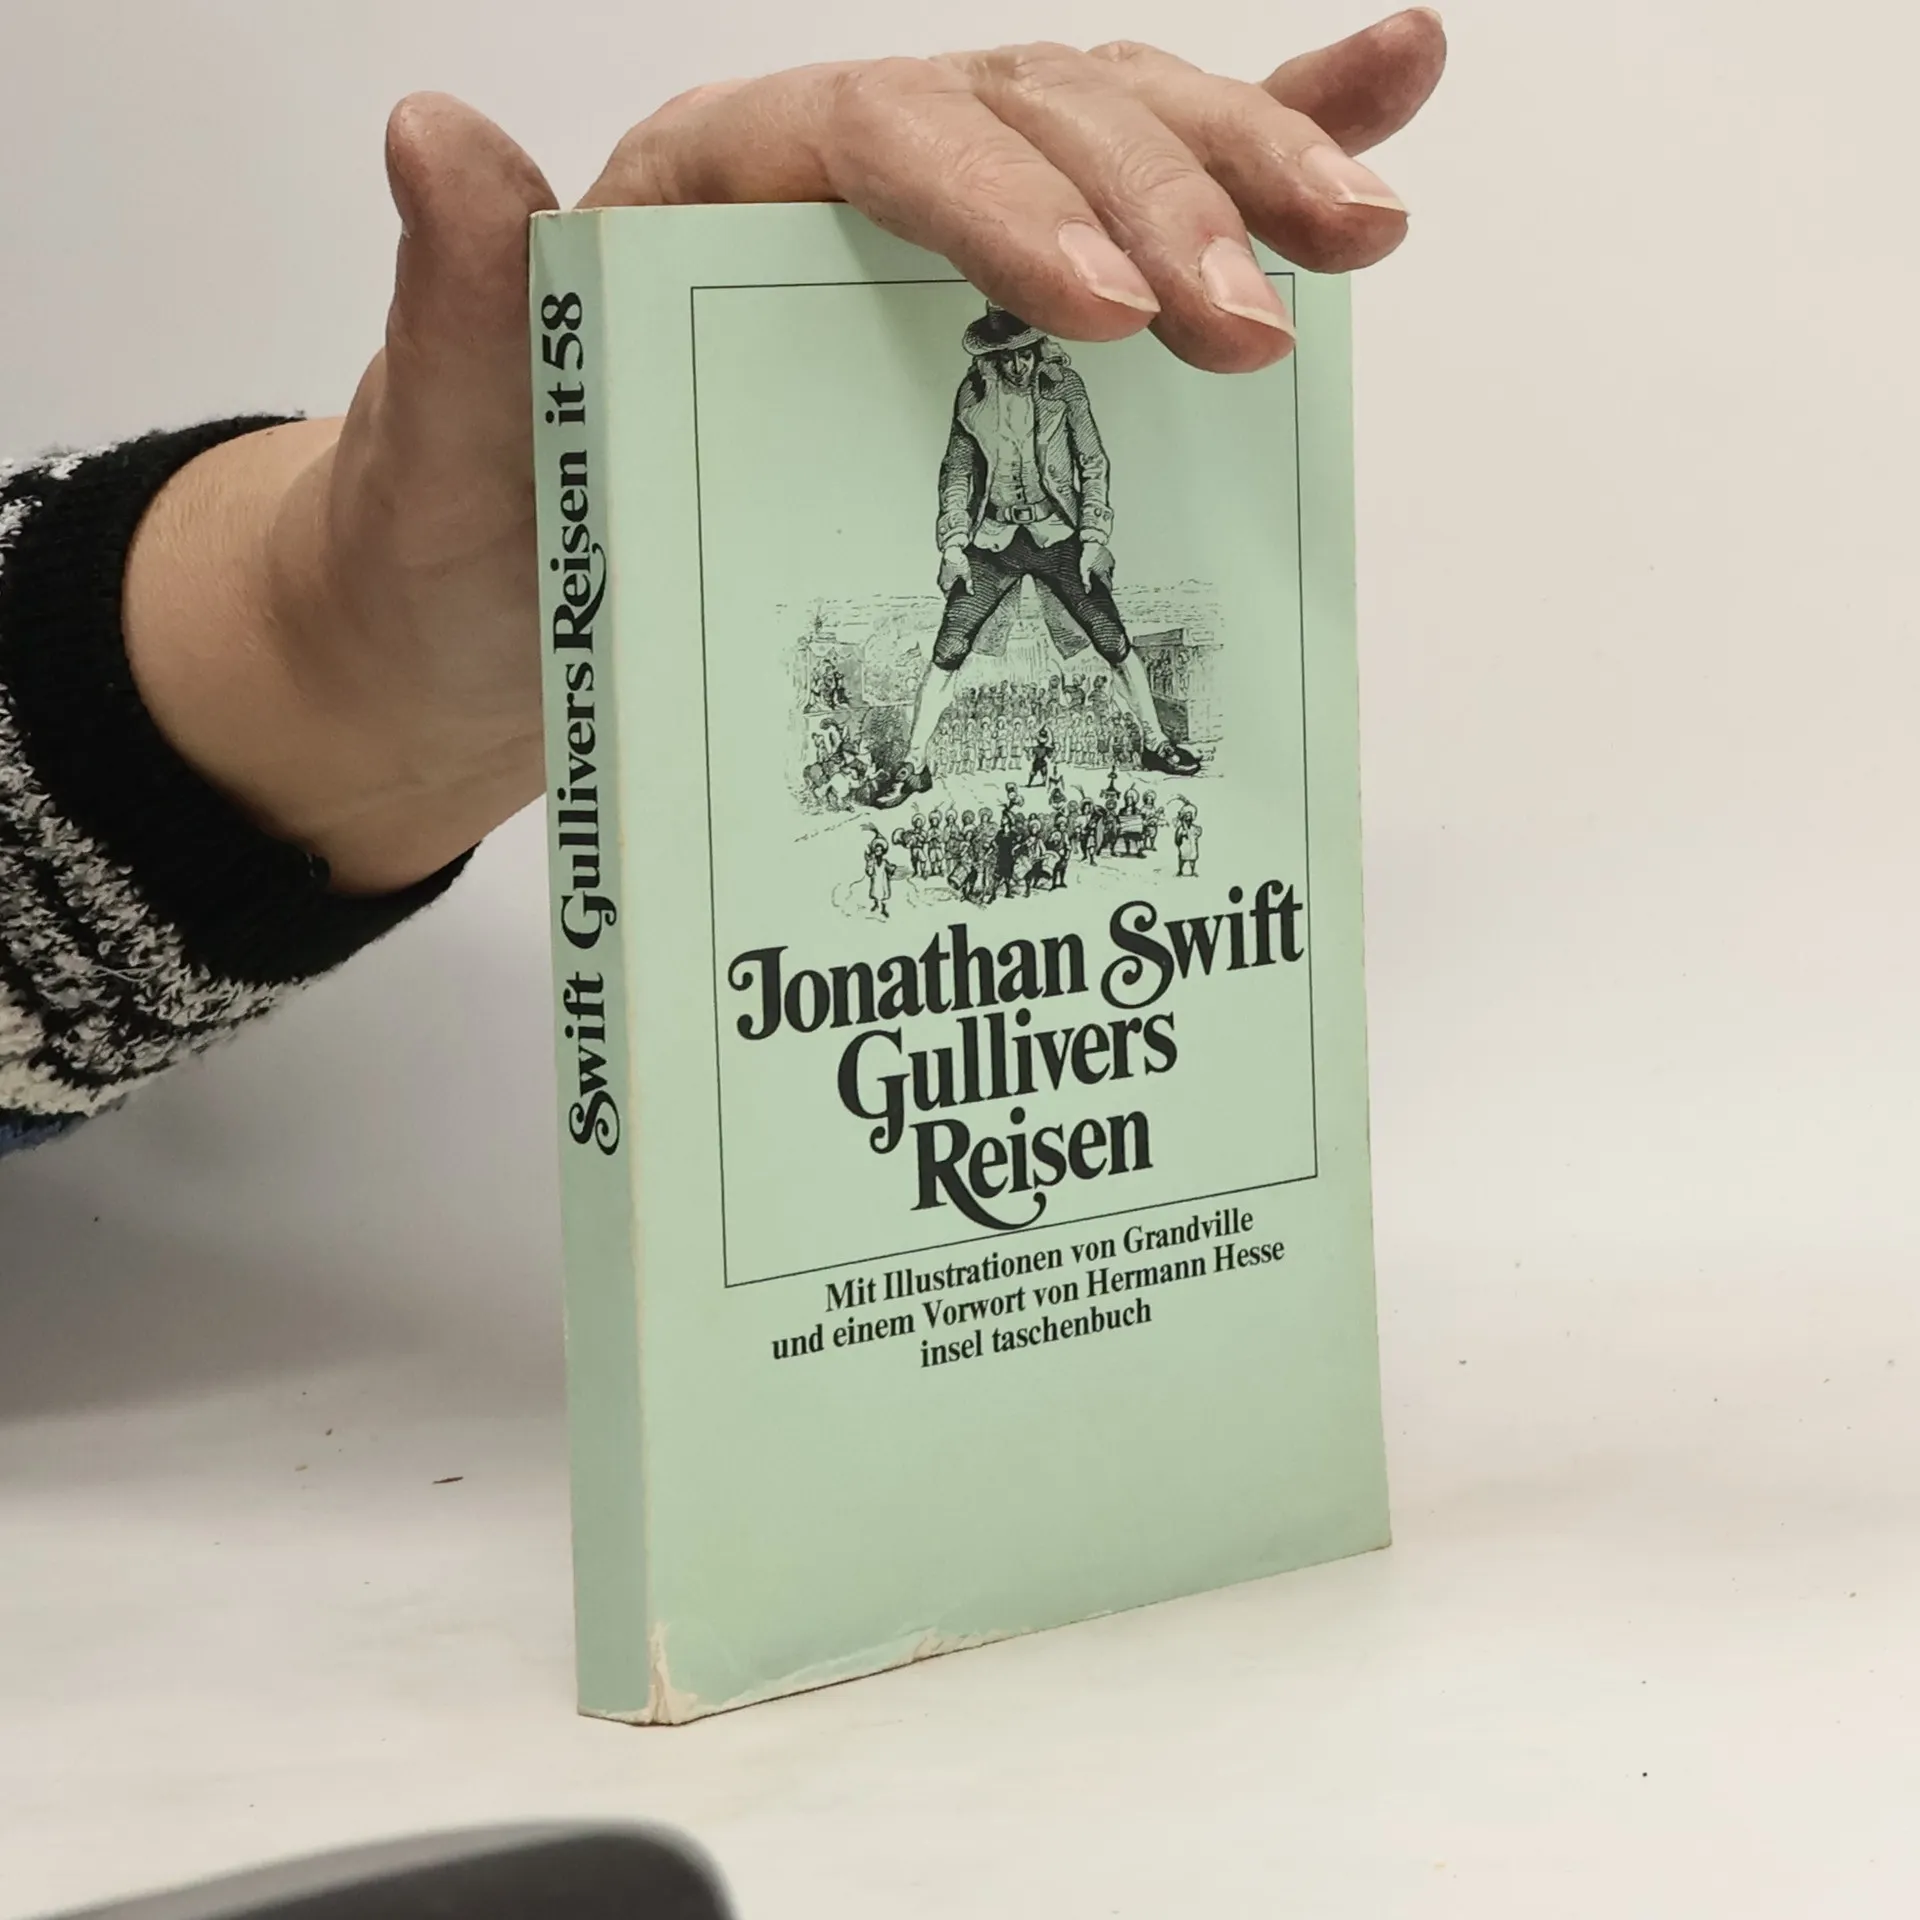 Swift Gullivers Reisen it 58
Jonathan Swift
Gullivers
Reisen
Mit Illustrationen von Grandville
und einem Vorwort von Hermann Hesse
insel taschenbuch